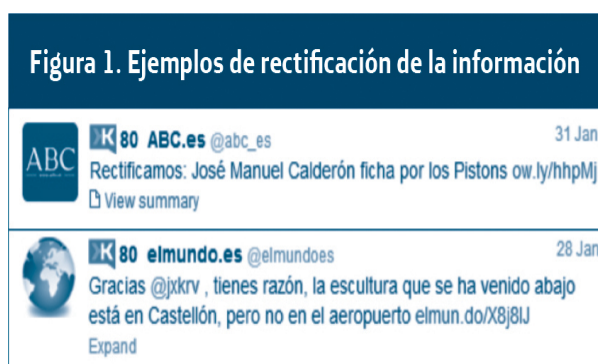 Figura 1. Ejemplos de rectificación de la información
ABC
K 80 ABC.es @abc_es 31 Jan
Rectificamos: José Manuel Calderón ficha por los Pistons ow.ly/hhpMj
View summary
K 80 elmundo.es @elmundoes 28 Jan
Gracias @jxkrv , tienes razón, la escultura que se ha venido abajo
está en Castellón, pero no en el aeropuerto elmun.do/X8j8lJ
Expand